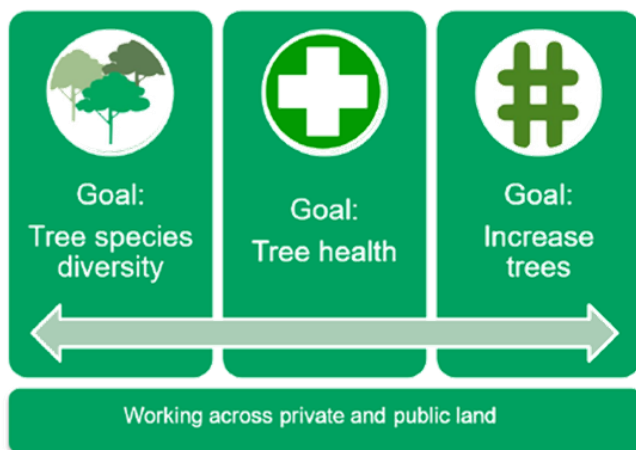 Goal:
Tree species
diversity
Goal:
Tree health
Goal:
Increase
trees
Working across private and public land